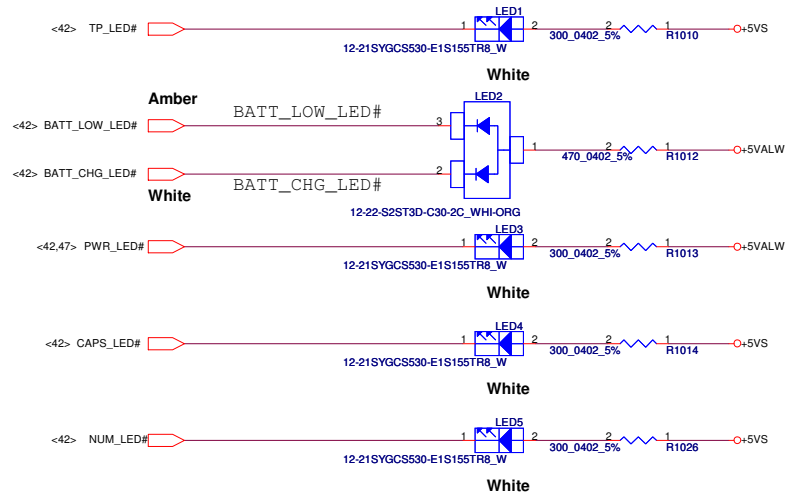 LED1
<42> TP_LED# 1 2 2 1 +5VS
12-21SYGCS530-E1S155TR8_W 300_0402_5% R1010
White
Amber LED2
BATT_LOW_LED#
<42> BATT_LOW_LED# 3
1 2 1 +5VALW
470_0402_5% R1012
<42> BATT_CHG_LED# 2
BATT_CHG_LED#
White
12-22-S2ST3D-C30-2C_WHI-ORG
LED3
<42,47> PWR_LED# 1 2 2 1 +5VALW
12-21SYGCS530-E1S155TR8_W 300_0402_5% R1013
White
LED4
<42> CAPS_LED# 1 2 2 1 +5VS
12-21SYGCS530-E1S155TR8_W 300_0402_5% R1014
White
LED5
<42> NUM_LED# 1 2 2 1 +5VS
12-21SYGCS530-E1S155TR8_W 300_0402_5% R1026
White